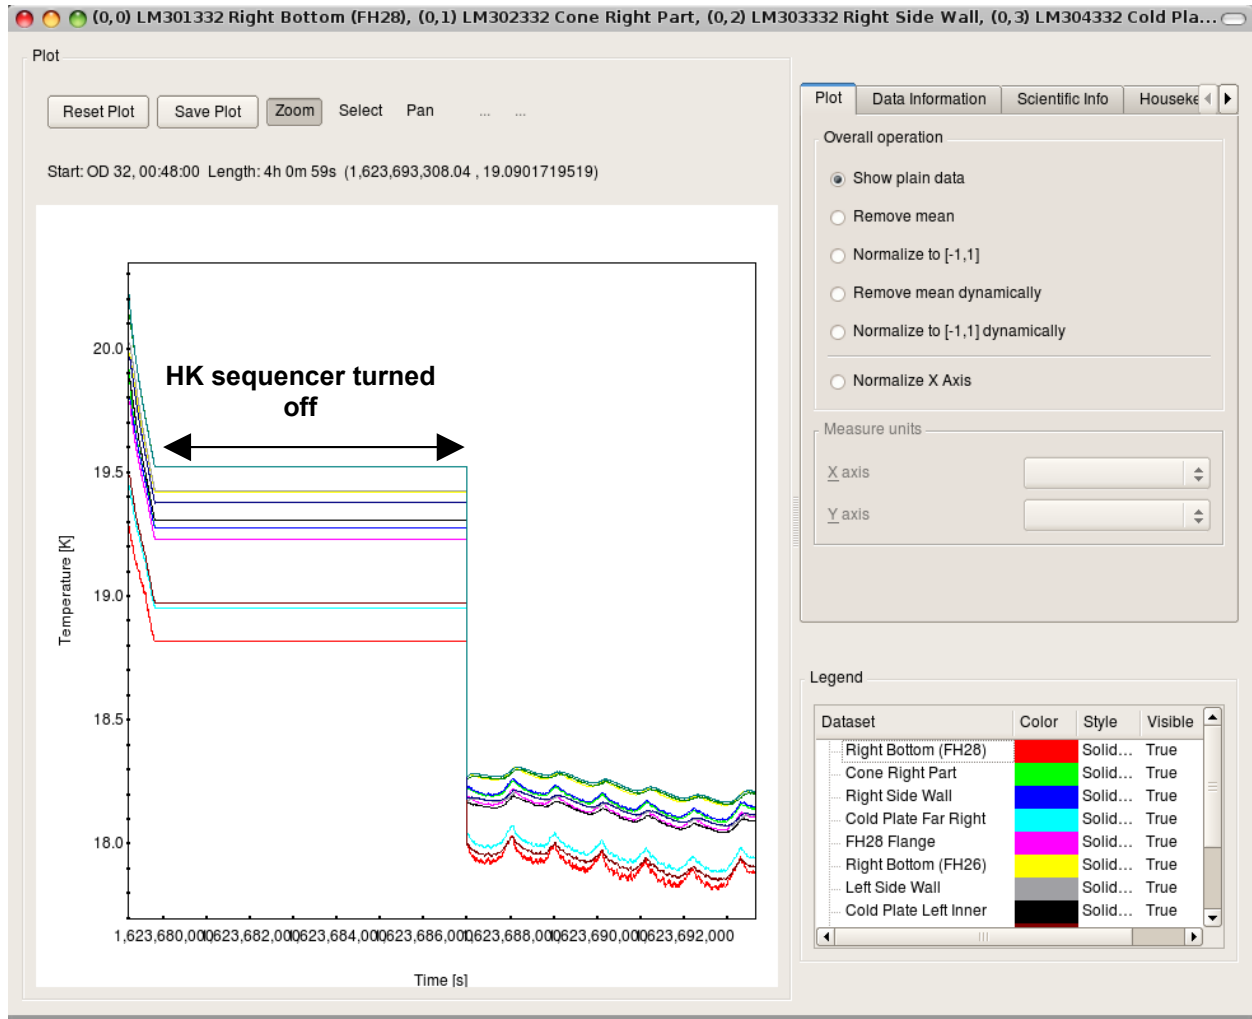 (0,0) LM301332 Right Bottom (FH28), (0,1) LM302332 Cone Right Part, (0,2) LM303332 Right Side Wall, (0,3) LM304332 Cold Pla...
Plot
Reset Plot Save Plot Zoom Select Pan ... ...
Start: OD 32, 00:48:00 Length: 4h 0m 59s (1,623,693,308.04 , 19.0901719519)
HK sequencer turned
off
20.0
19.5
19.0
18.5
18.0
Temperature [K]
1,623,680,000 1,623,682,000 1,623,684,000 1,623,686,000 1,623,688,000 1,623,690,000 1,623,692,000
Time [s]
Plot Data Information Scientific Info Houseke
Overall operation
Show plain data
Remove mean
Normalize to [-1,1]
Remove mean dynamically
Normalize to [-1,1] dynamically
Normalize X Axis
Measure units
X axis
Y axis
Legend
Dataset Color Style Visible
Right Bottom (FH28) Solid... True
Cone Right Part Solid... True
Right Side Wall Solid... True
Cold Plate Far Right Solid... True
FH28 Flange Solid... True
Right Bottom (FH26) Solid... True
Left Side Wall Solid... True
Cold Plate Left Inner Solid... True